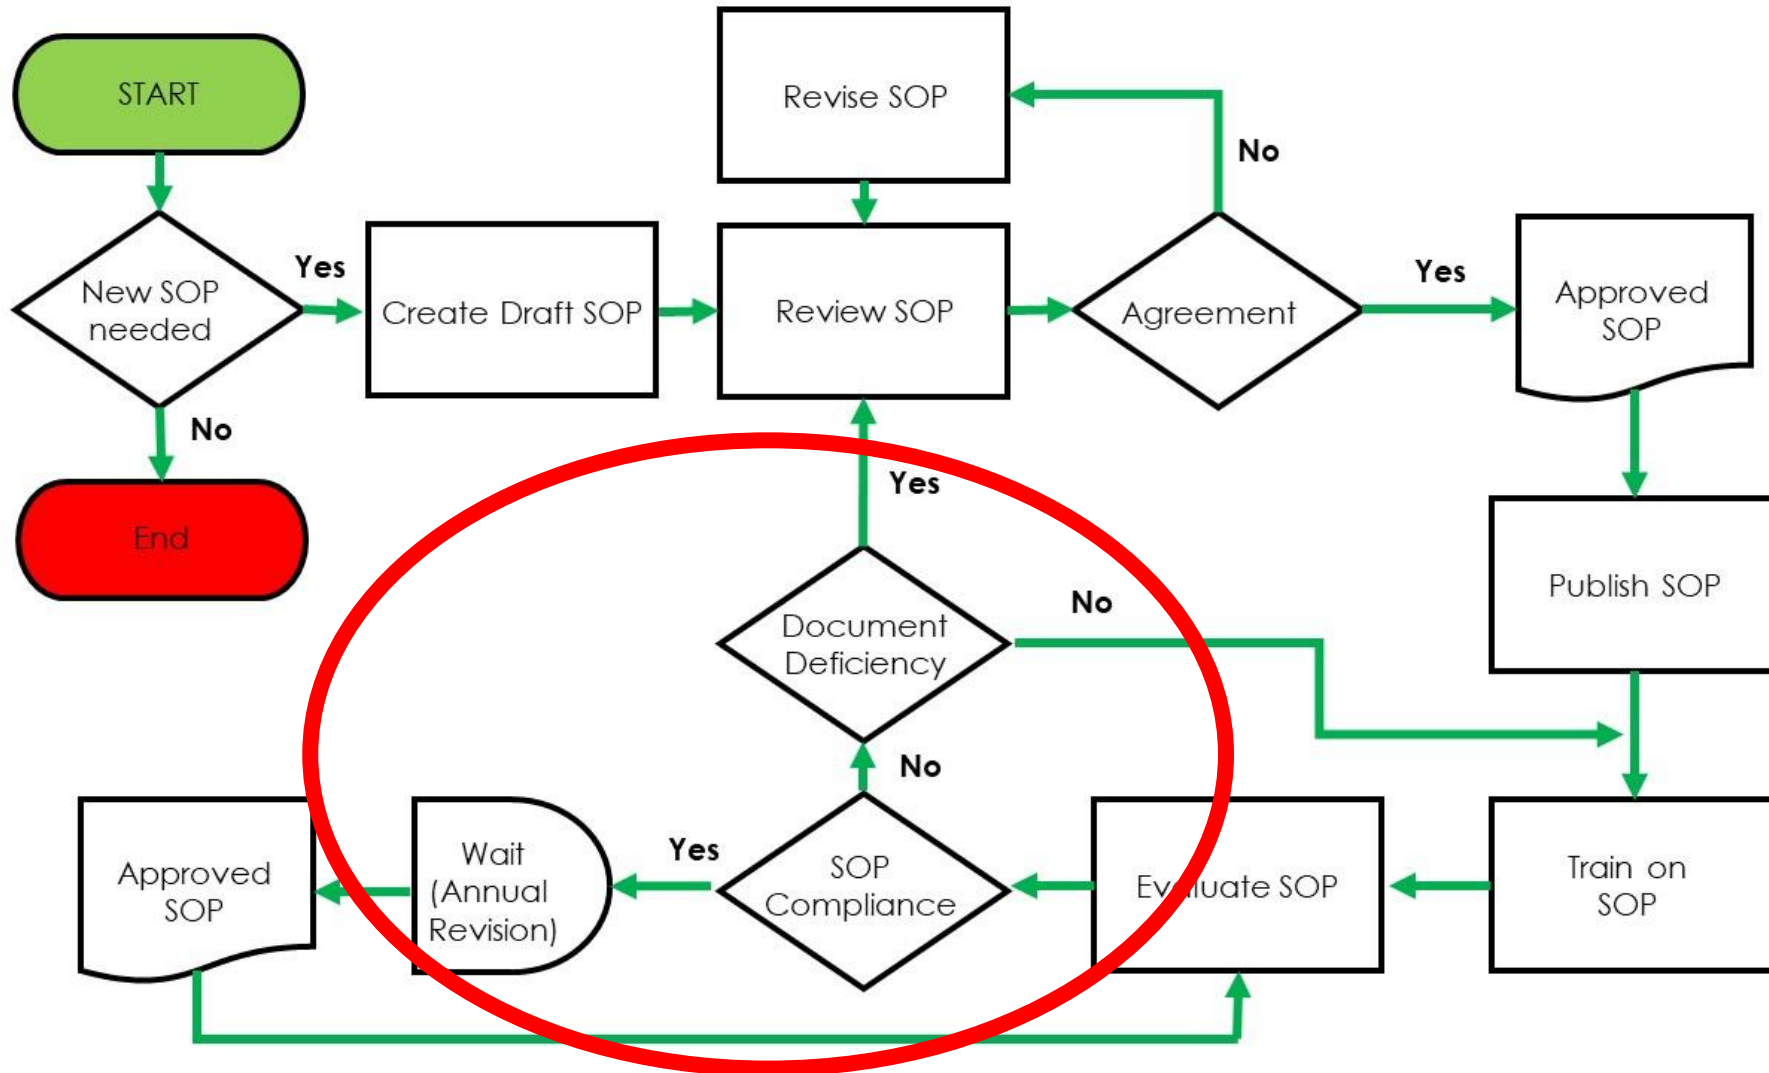 START
Revise SOP
No
New SOP
needed
Yes
Create Draft SOP
Review SOP
Agreement
Yes
Approved
SOP
No
End
Yes
Document
Deficiency
No
Publish SOP
No
Approved
SOP
Wait
(Annual
Revision)
Yes
SOP
Compliance
Evaluate SOP
Train on
SOP